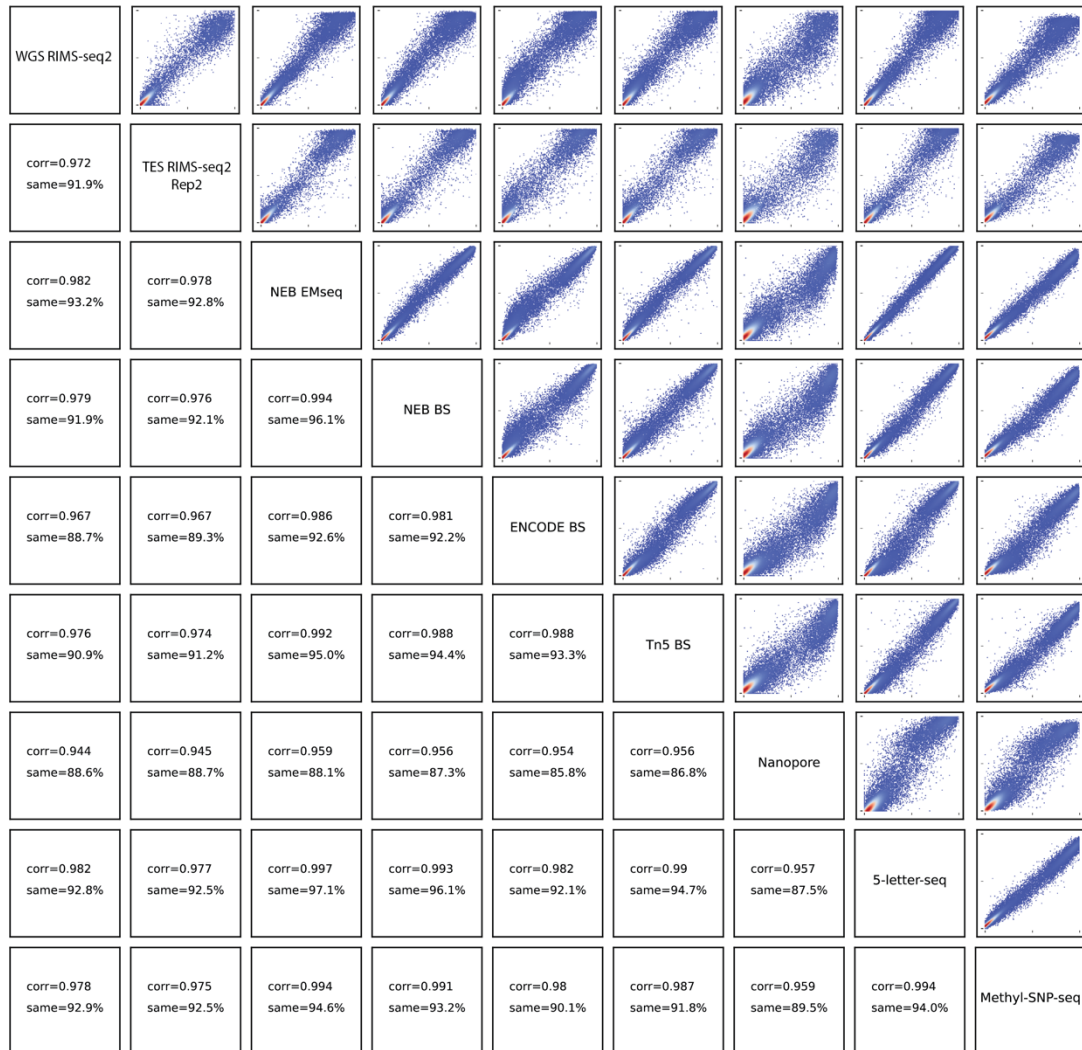 WGS RIMS-seq2
corr=0.972
same=91.9%
TES RIMS-seq2
Rep2
corr=0.982
same=93.2%
corr=0.978
same=92.8%
NEB EMseq
corr=0.979
same=91.9%
corr=0.976
same=92.1%
corr=0.994
same=96.1%
NEB BS
corr=0.967
same=88.7%
corr=0.967
same=89.3%
corr=0.986
same=92.6%
corr=0.981
same=92.2%
ENCODE BS
corr=0.976
same=90.9%
corr=0.974
same=91.2%
corr=0.992
same=95.0%
corr=0.988
same=94.4%
corr=0.988
same=93.3%
Tn5 BS
corr=0.944
same=88.6%
corr=0.945
same=88.7%
corr=0.959
same=88.1%
corr=0.956
same=87.3%
corr=0.954
same=85.8%
corr=0.956
same=86.8%
Nanopore
corr=0.982
same=92.8%
corr=0.977
same=92.5%
corr=0.997
same=97.1%
corr=0.993
same=96.1%
corr=0.982
same=92.1%
corr=0.99
same=94.7%
corr=0.957
same=87.5%
5-letter-seq
corr=0.978
same=92.9%
corr=0.975
same=92.5%
corr=0.994
same=94.6%
corr=0.991
same=93.2%
corr=0.98
same=90.1%
corr=0.987
same=91.8%
corr=0.959
same=89.5%
corr=0.994
same=94.0%
Methyl-SNP-seq